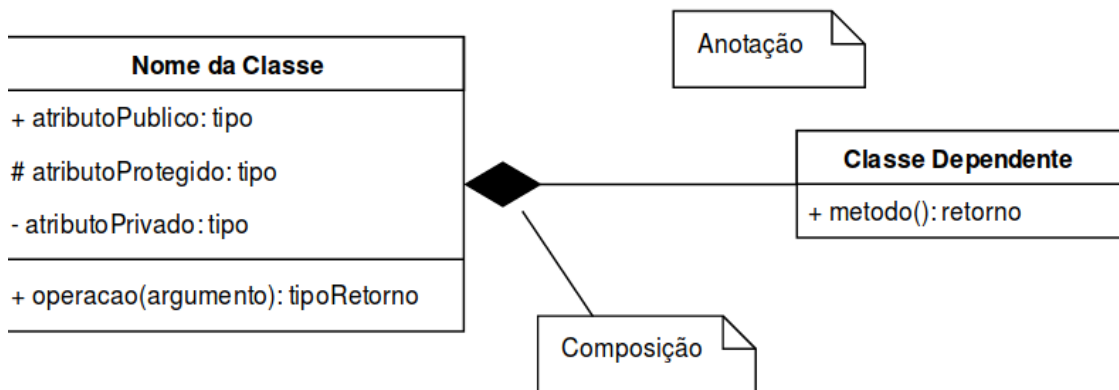 Anotação
Nome da Classe
+ atributoPublico: tipo
# atributoProtegido: tipo
- atributoPrivado: tipo
+ operacao(argumento): tipoRetorno
Classe Dependente
+ metodo(): retorno
Composição